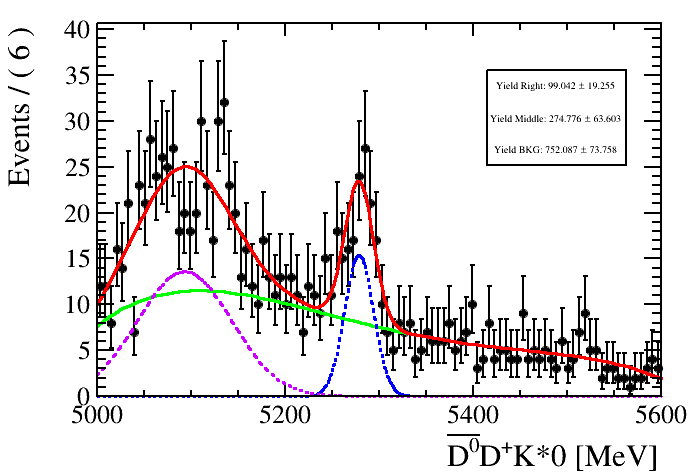 Events / ( 6 )
40
35
30
25
20
15
10
5
0
5000 5200 5400 5600
Yield Right: 99.042 ± 19.255
Yield Middle: 274.776 ± 63.603
Yield BKG: 752.087 ± 73.758
D⁰D⁺K*0 [MeV]